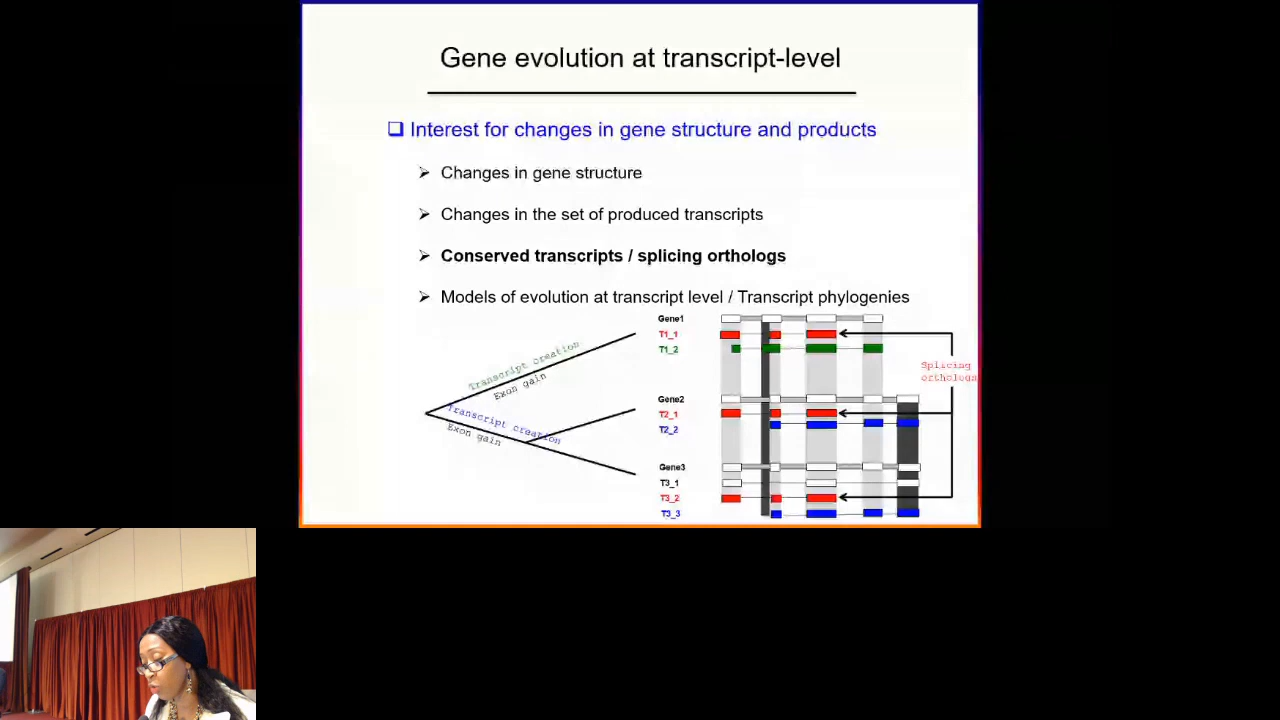 Gene evolution at transcript-level
Interest for changes in gene structure and products
Changes in gene structure
Changes in the set of produced transcripts
Conserved transcripts / splicing orthologs
Models of evolution at transcript level / Transcript phylogenies
Gene1
T1_1
T1_2
Transcript creation
Exon gain
Splicing
orthologs
Gene2
T2_1
T2_2
Transcript creation
Exon gain
Gene3
T3_1
T3_2
T3_3